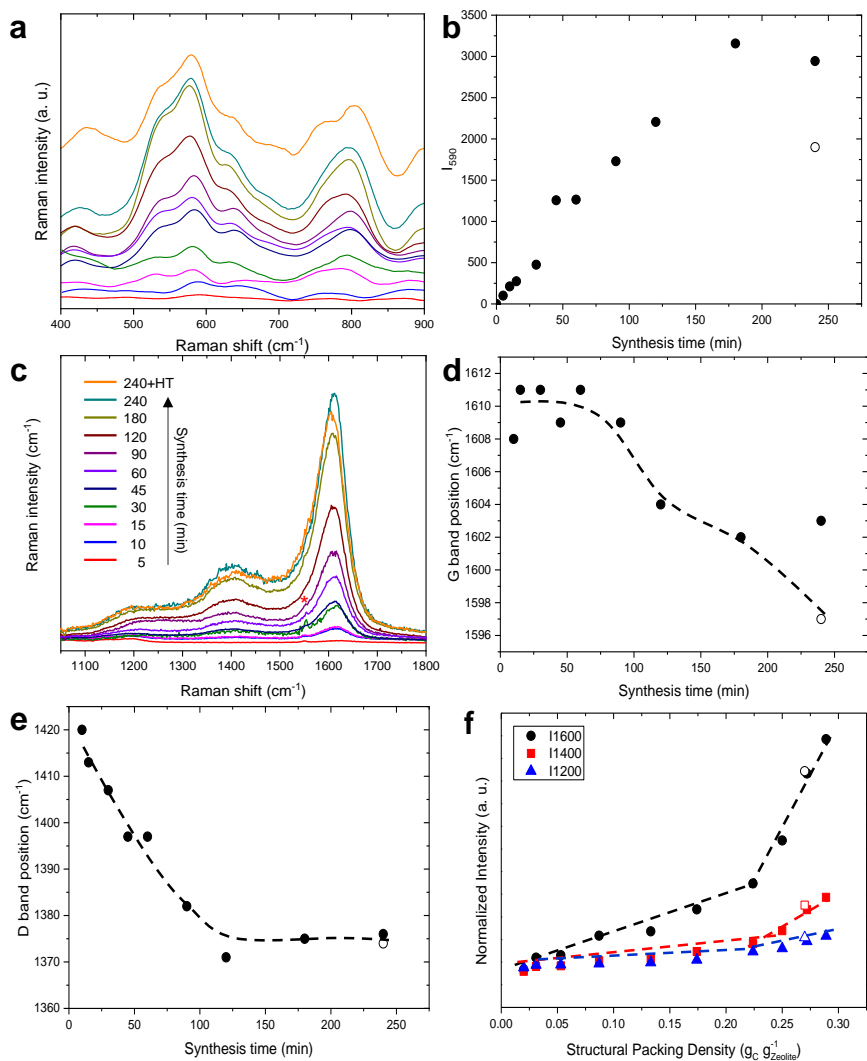 a
Raman intensity (a. u.)
400 500 600 700 800 900
Raman shift (cm⁻¹)
b
I₅₉₀
3500
3000
2500
2000
1500
1000
500
0
0 50 100 150 200 250
Synthesis time (min)
c
Raman intensity (cm⁻¹)
240+HT
240
180
120
90
60
45
30
15
10
5
Synthesis time (min)
*
1100 1200 1300 1400 1500 1600 1700 1800
Raman shift (cm⁻¹)
d
G band position (cm⁻¹)
1612
1610
1608
1606
1604
1602
1600
1598
1596
0 50 100 150 200 250
Synthesis time (min)
e
D band position (cm⁻¹)
1420
1410
1400
1390
1380
1370
1360
0 50 100 150 200 250
Synthesis time (min)
f
Normalized Intensity (a. u.)
I1600
I1400
I1200
0.00 0.05 0.10 0.15 0.20 0.25 0.30
Structural Packing Density (g_C g⁻¹_Zeolite)